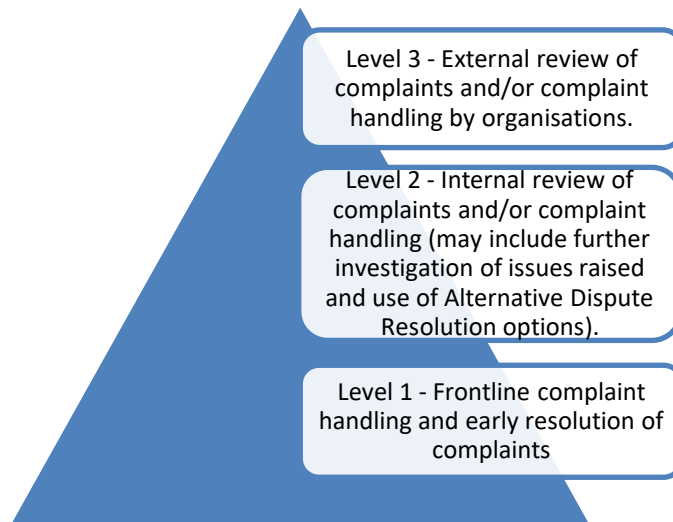 Level 3 - External review of
complaints and/or complaint
handling by organisations.
Level 2 - Internal review of
complaints and/or complaint
handling (may include further
investigation of issues raised
and use of Alternative Dispute
Resolution options).
Level 1 - Frontline complaint
handling and early resolution of
complaints